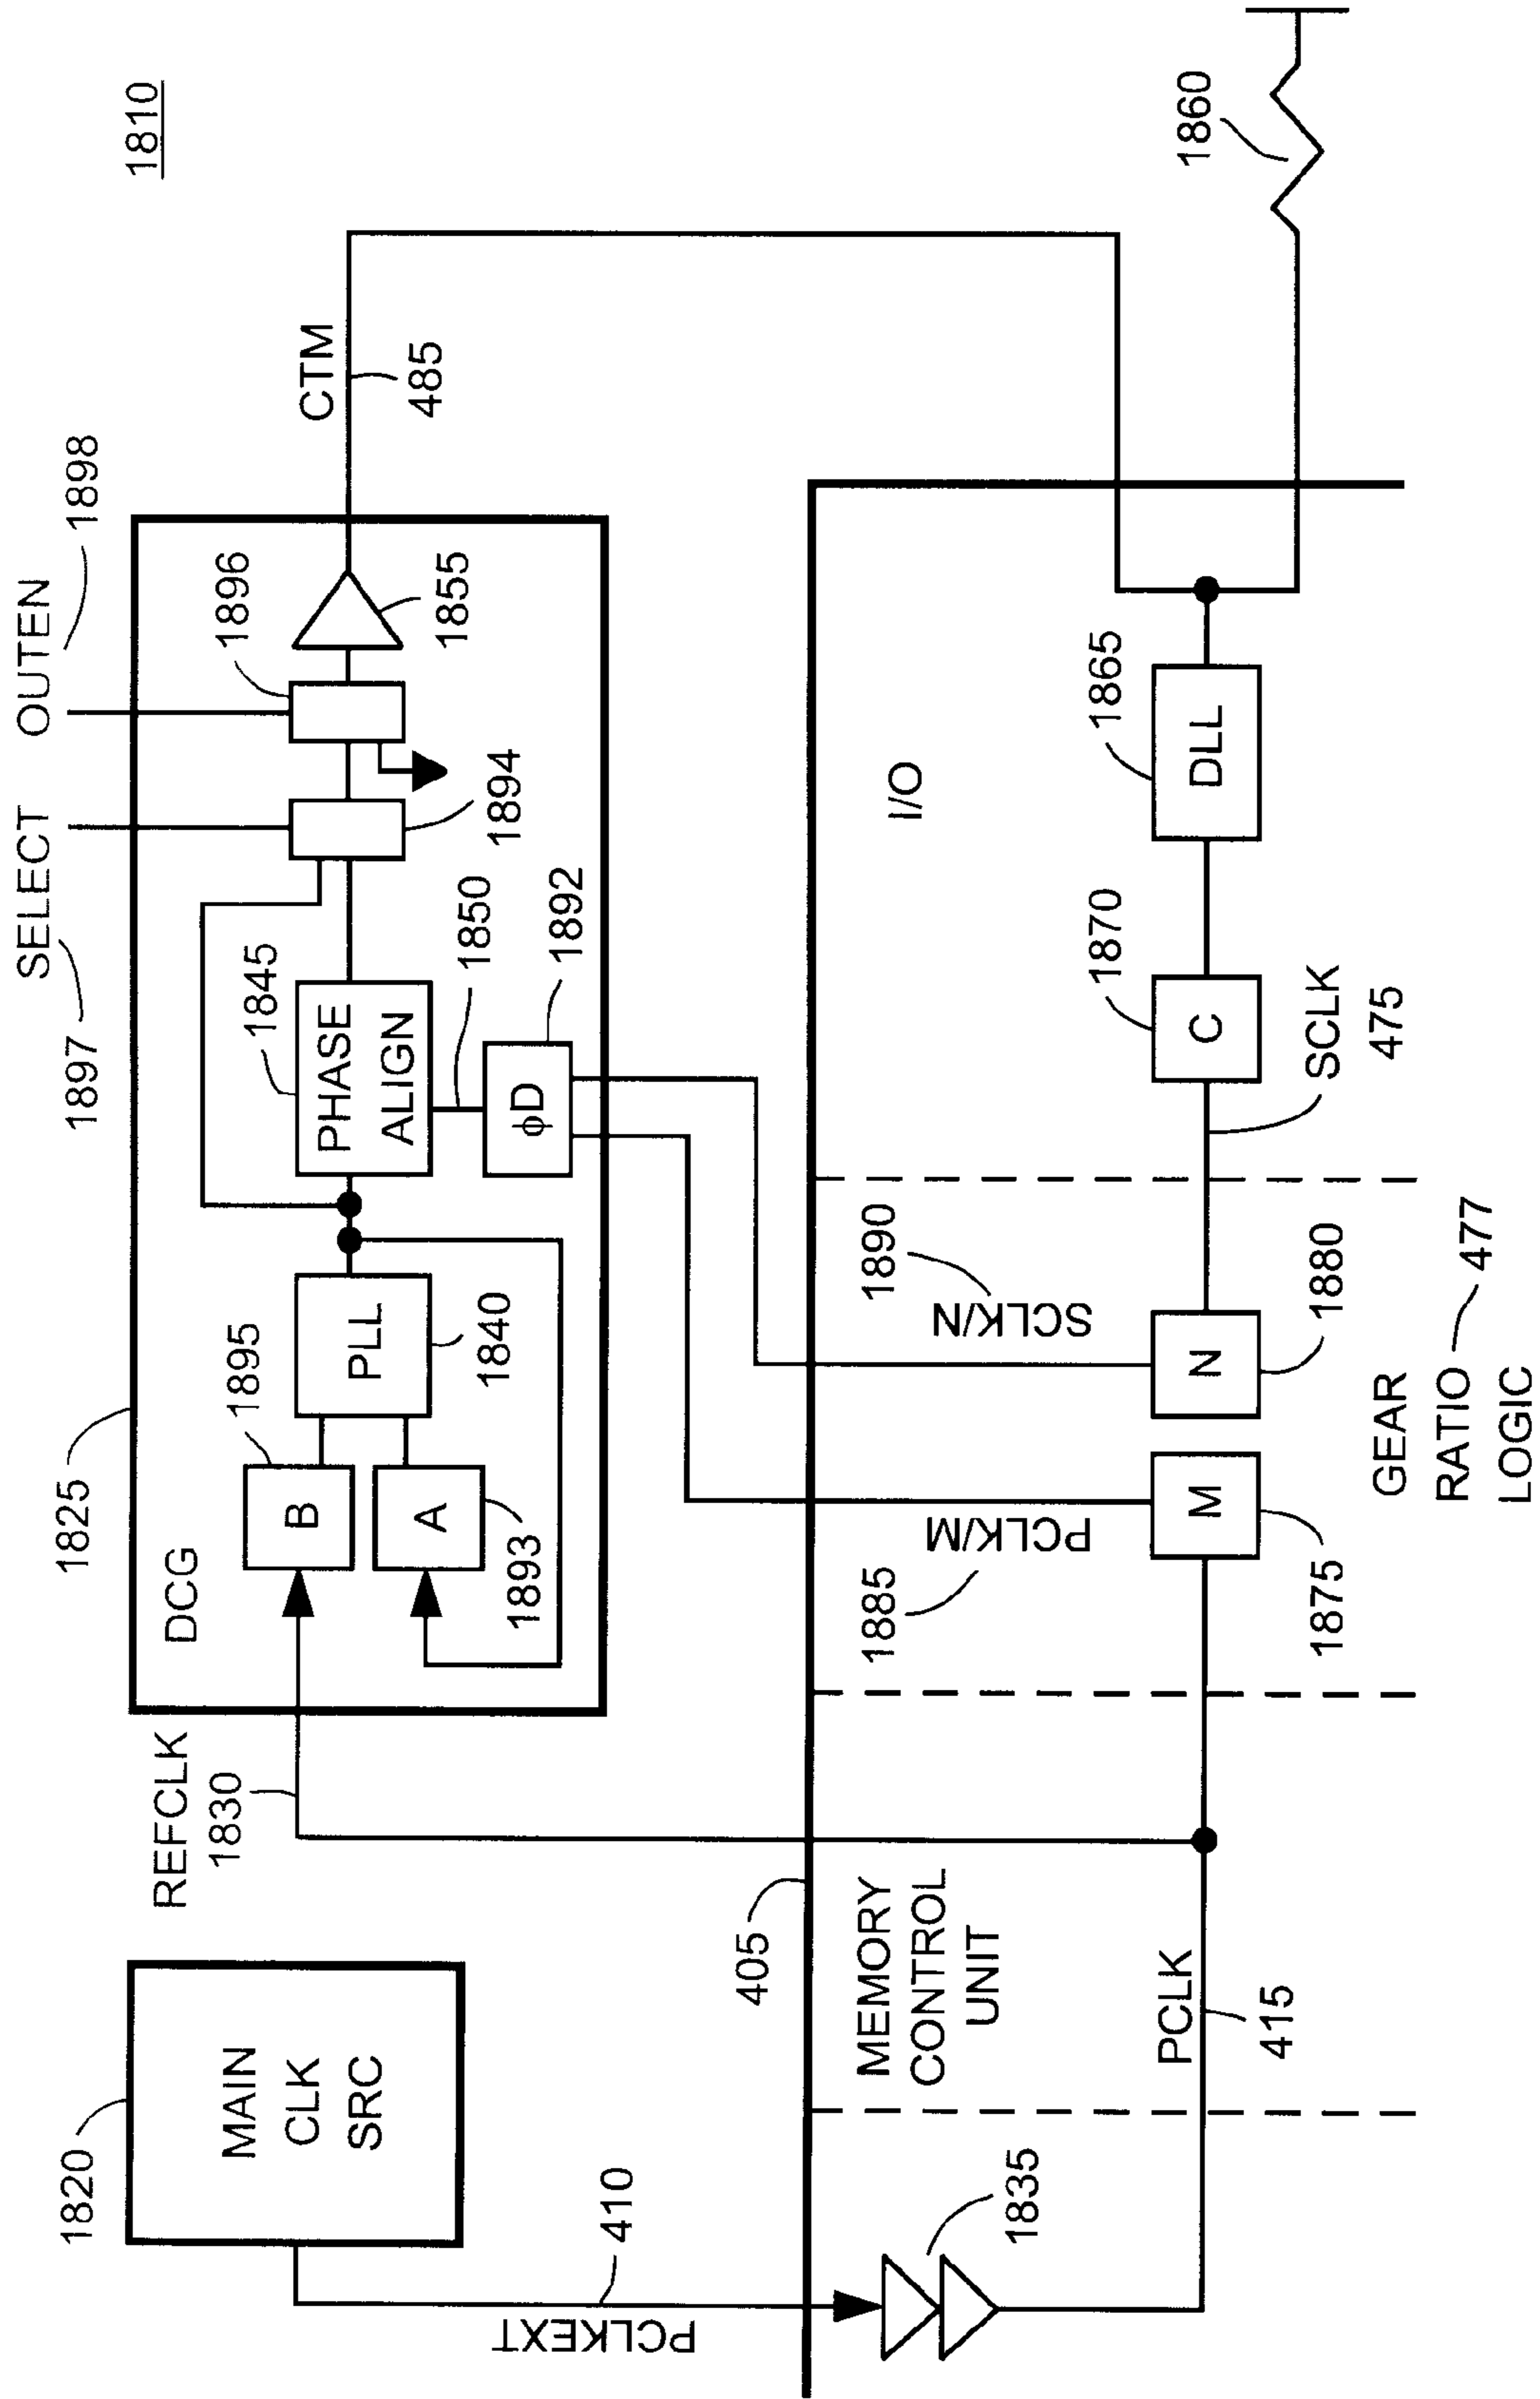 1810
SELECT
1897
OUTEN
1898
1825
DCG
B
1895
A
1893
PLL
1840
PHASE
ALIGN
1845
1850
φD
1892
1894
1896
1855
CTM
485
MAIN
CLK
SRC
1820
REFCLK
1830
PCLKEXT
410
405
1835
MEMORY
CONTROL
UNIT
PCLK
415
1885
PCLK/M
1890
SCLK/N
M
1875
N
1880
GEAR
RATIO
LOGIC
477
I/O
C
1870
SCLK
475
DLL
1865
1860